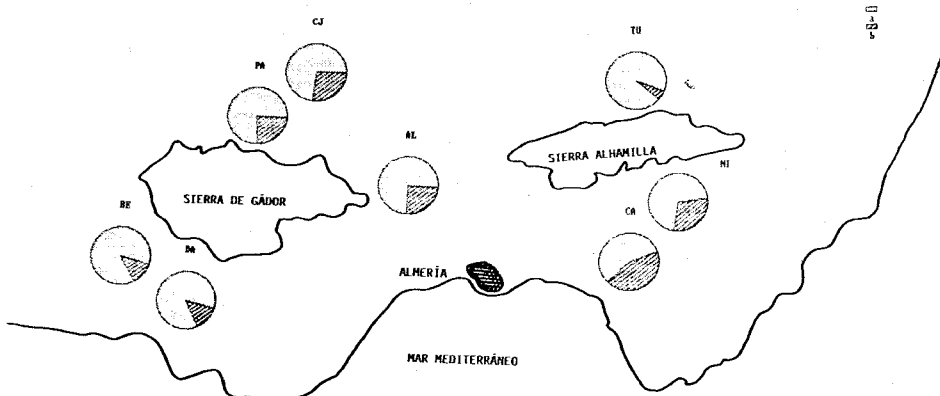 CJ
TU
a
b
PA
AL
SIERRA ALHAMILLA
NI
SIERRA DE GÁDOR
BE
CA
DA
ALMERÍA
MAR MEDITERRÁNEO